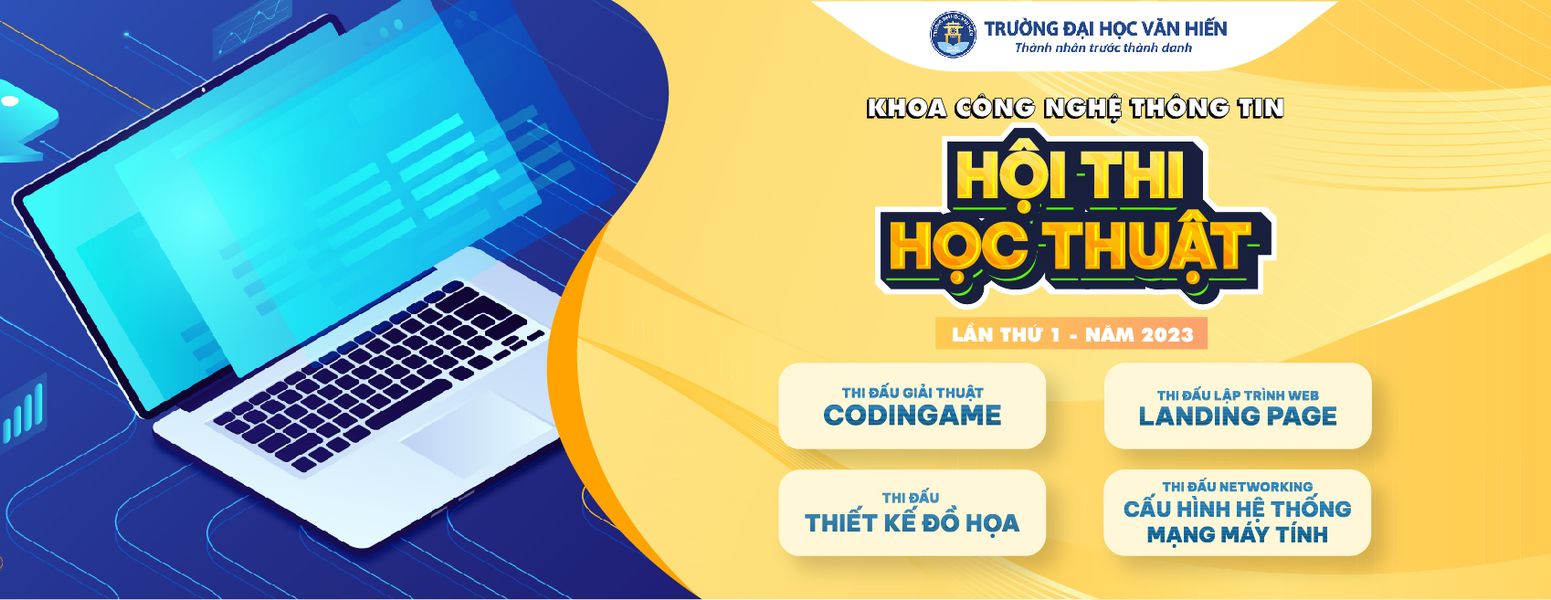 TRƯỜNG ĐẠI HỌC VĂN HIẾN
Thành nhân trước thành danh
KHOA CÔNG NGHỆ THÔNG TIN
HỘI THI
HỌC THUẬT
LẦN THỨ 1 - NĂM 2023
THI ĐẤU GIẢI THUẬT
CODINGAME
THI ĐẤU LẬP TRÌNH WEB
LANDING PAGE
THI ĐẤU
THIẾT KẾ ĐỒ HỌA
THI ĐẤU NETWORKING
CẤU HÌNH HỆ THỐNG
MẠNG MÁY TÍNH